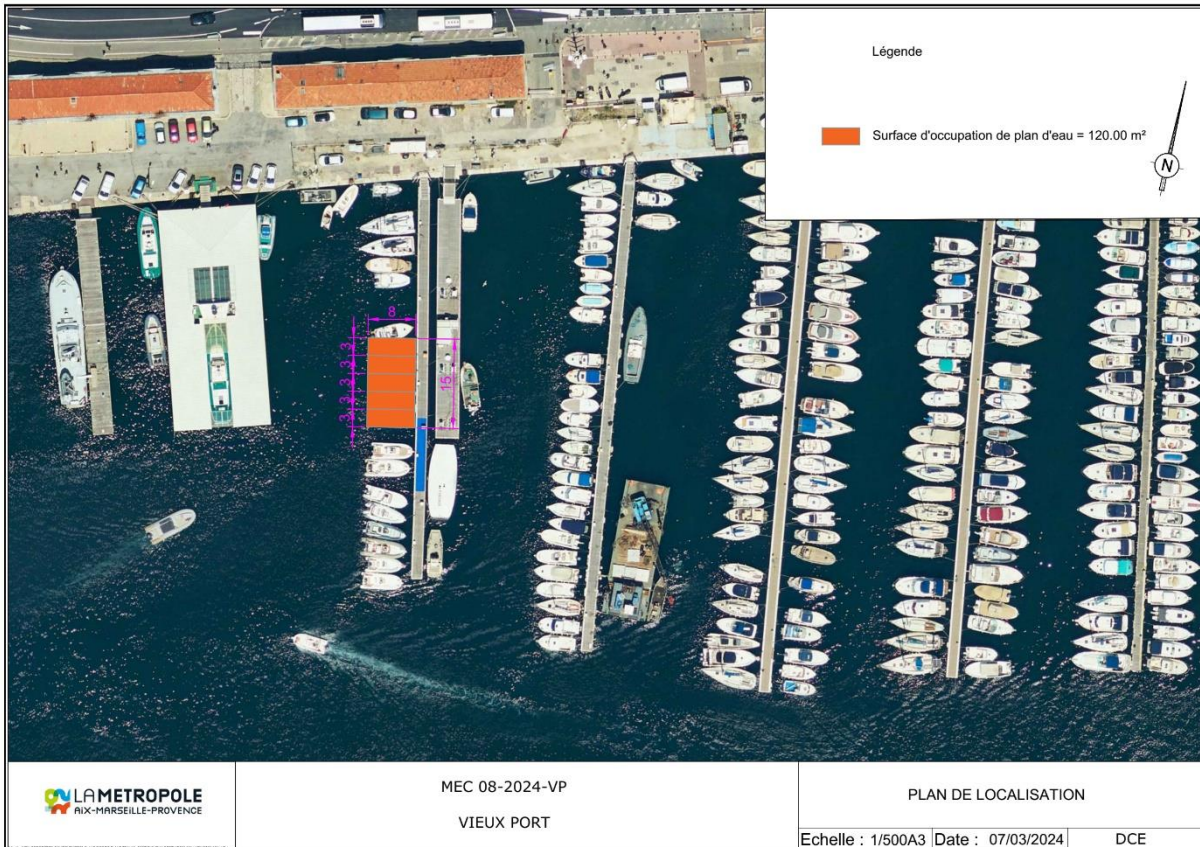 Légende
Surface d'occupation de plan d'eau = 120.00 m²
N
8
3
3
3
3
3
15
LAMETROPOLE
AIX-MARSEILLE-PROVENCE
MEC 08-2024-VP
VIEUX PORT
PLAN DE LOCALISATION
Echelle : 1/500A3 Date : 07/03/2024 DCE